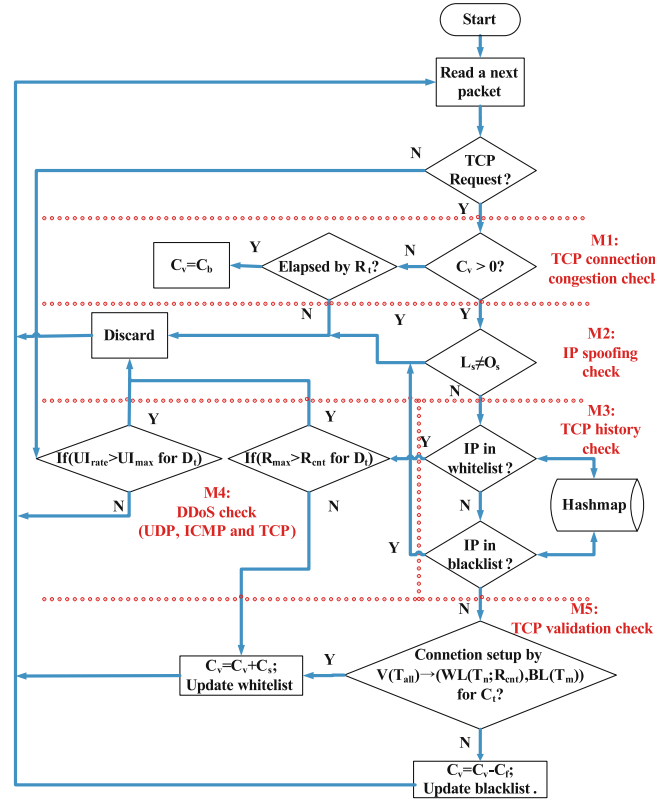 Start
Read a next
packet
N
TCP
Request?
Y
M1:
TCP connection
congestion check
Cv=Cb
Y
Elapsed by Rt?
N
Cv > 0?
N
Y
Y
M2:
IP spoofing
check
Discard
Ls≠Os
N
M3:
TCP history
check
Y
Y
Y
If(UIrate>UImax for Dt)
If(Rmax>Rcnt for Dt)
IP in
whitelist?
N
M4:
DDoS check
(UDP, ICMP and TCP)
N
N
Hashmap
Y
IP in
blacklist?
N
M5:
TCP validation check
Cv=Cv+Cs;
Update whitelist
Y
Connetion setup by
V(Tall)→(WL(Tn;Rcnt),BL(Tm))
for Ct?
N
Cv=Cv-Cf;
Update blacklist.